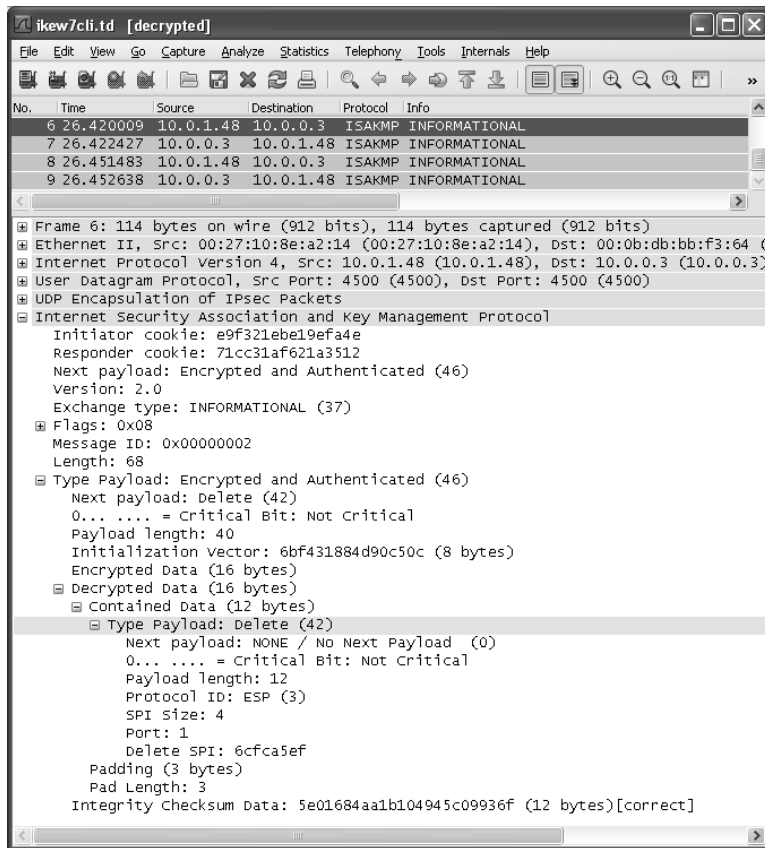 ikew7cli.td [decrypted]
File Edit View Go Capture Analyze Statistics Telephony Tools Internals Help
No. Time Source Destination Protocol Info
6 26.420009 10.0.1.48 10.0.0.3 ISAKMP INFORMATIONAL
7 26.422427 10.0.0.3 10.0.1.48 ISAKMP INFORMATIONAL
8 26.451483 10.0.1.48 10.0.0.3 ISAKMP INFORMATIONAL
9 26.452638 10.0.0.3 10.0.1.48 ISAKMP INFORMATIONAL
Frame 6: 114 bytes on wire (912 bits), 114 bytes captured (912 bits)
Ethernet II, Src: 00:27:10:8e:a2:14 (00:27:10:8e:a2:14), Dst: 00:0b:db:bb:f3:64 (
Internet Protocol Version 4, Src: 10.0.1.48 (10.0.1.48), Dst: 10.0.0.3 (10.0.0.3)
User Datagram Protocol, Src Port: 4500 (4500), Dst Port: 4500 (4500)
UDP Encapsulation of IPsec Packets
Internet Security Association and Key Management Protocol
Initiator cookie: e9f321ebe19efa4e
Responder cookie: 71cc31af621a3512
Next payload: Encrypted and Authenticated (46)
Version: 2.0
Exchange type: INFORMATIONAL (37)
Flags: 0x08
Message ID: 0x00000002
Length: 68
Type Payload: Encrypted and Authenticated (46)
Next payload: Delete (42)
0... .... = Critical Bit: Not Critical
Payload length: 40
Initialization Vector: 6bf431884d90c50c (8 bytes)
Encrypted Data (16 bytes)
Decrypted Data (16 bytes)
Contained Data (12 bytes)
Type Payload: Delete (42)
Next payload: NONE / No Next Payload (0)
0... .... = Critical Bit: Not Critical
Payload length: 12
Protocol ID: ESP (3)
SPI Size: 4
Port: 1
Delete SPI: 6cfca5ef
Padding (3 bytes)
Pad Length: 3
Integrity Checksum Data: 5e01684aa1b104945c09936f (12 bytes)[correct]